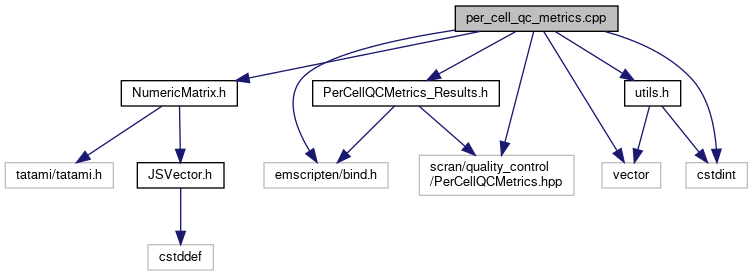 per_cell_qc_metrics.cpp
NumericMatrix.h
PerCellQCMetrics_Results.h
utils.h
tatami/tatami.h
JSVector.h
emscripten/bind.h
scran/quality_control
/PerCellQCMetrics.hpp
vector
cstdint
cstddef